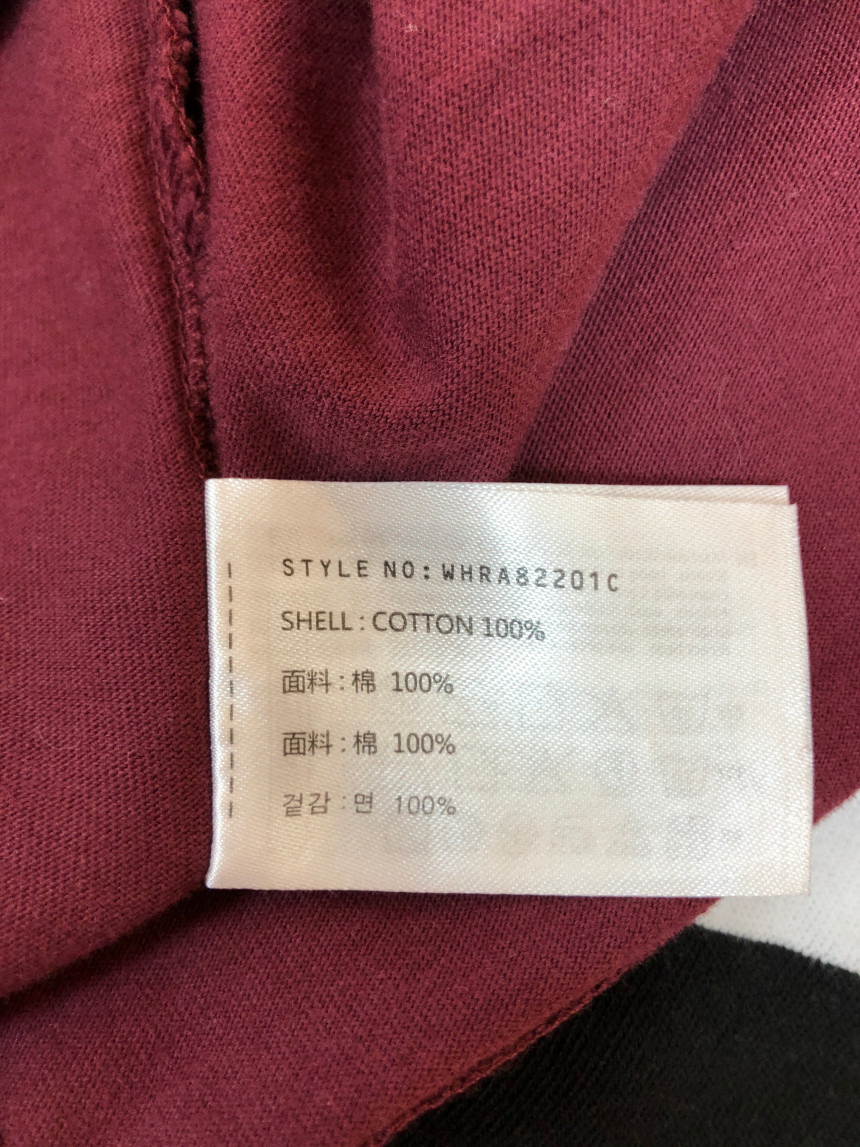 STYLE NO: WHRA82201C
SHELL : COTTON 100%
面料 : 棉 100%
面料 : 棉 100%
겉감 : 면 100%